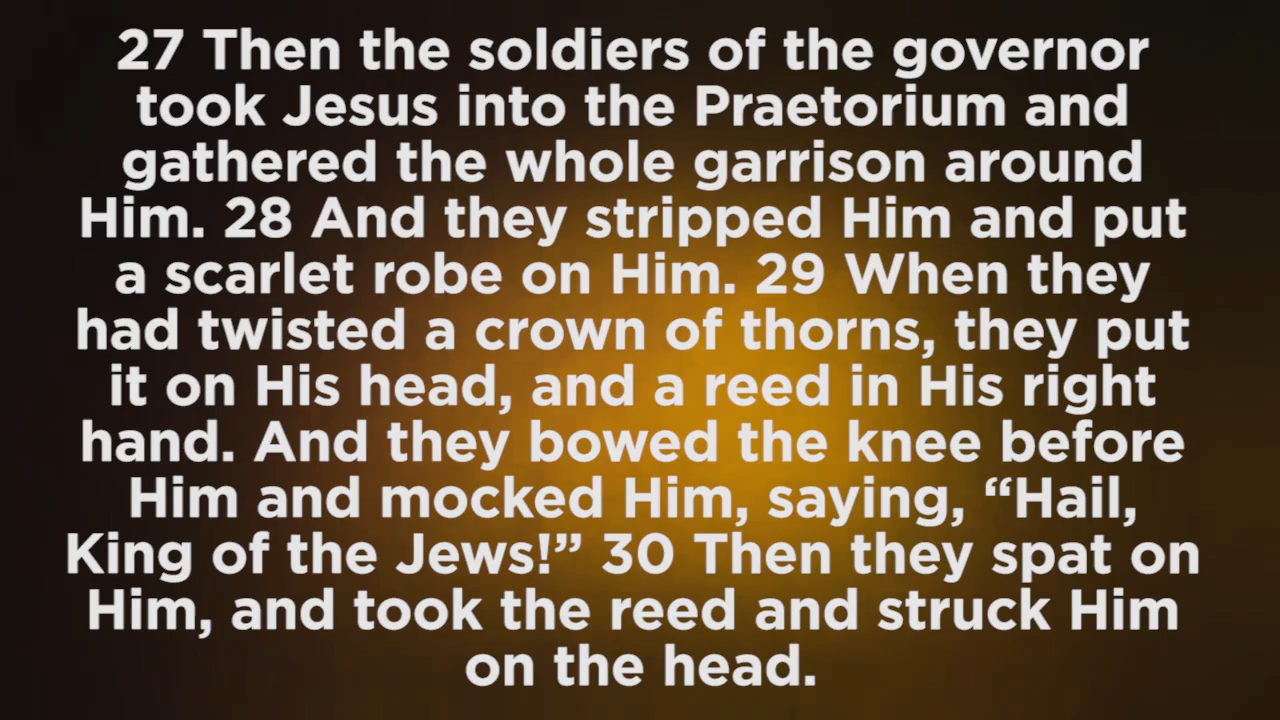 27 Then the soldiers of the governor
took Jesus into the Praetorium and
gathered the whole garrison around
Him. 28 And they stripped Him and put
a scarlet robe on Him. 29 When they
had twisted a crown of thorns, they put
it on His head, and a reed in His right
hand. And they bowed the knee before
Him and mocked Him, saying, “Hail,
King of the Jews!” 30 Then they spat on
Him, and took the reed and struck Him
on the head.